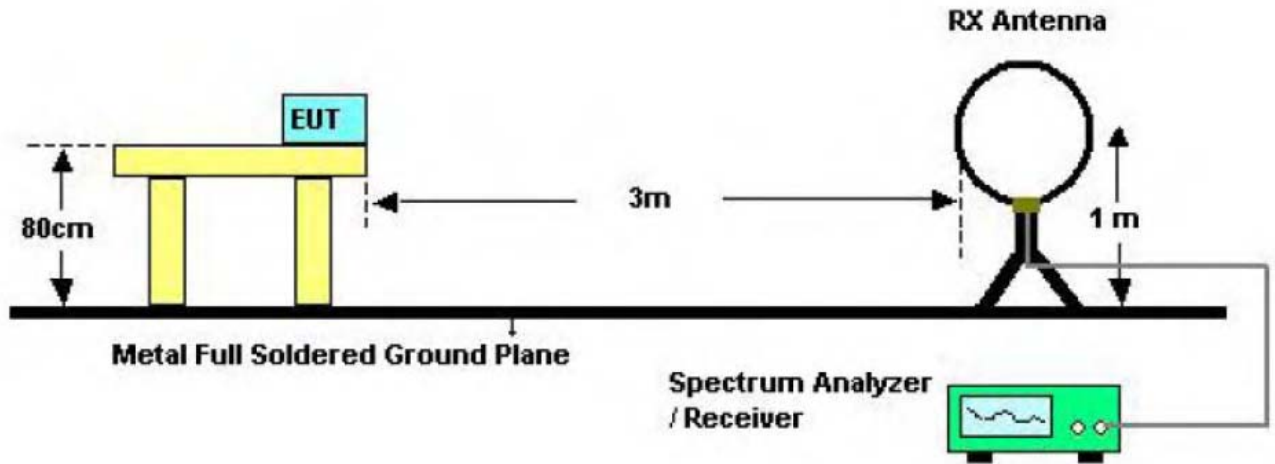 RX Antenna
EUT
80cm
3m
1 m
Metal Full Soldered Ground Plane
Spectrum Analyzer
/ Receiver